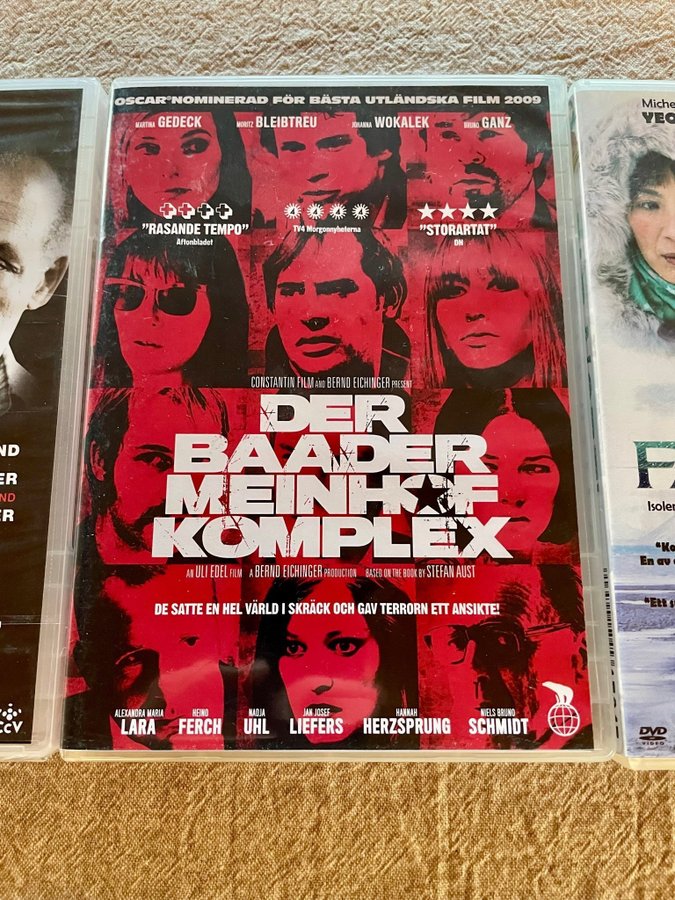 OSCAR® NOMINERAD FÖR BÄSTA UTLÄNDSKA FILM 2009
MARTINA GEDECK MORITZ BLEIBTREU JOHANNA WOKALEK BRUNO GANZ
"RASANDE TEMPO"
Aftonbladet
TV4 Morgonnyheterna
"STORARTAT"
DN
CONSTANTIN FILM AND BERND EICHINGER PRESENT
DER
BAADER
MEINHOF
KOMPLEX
AN ULI EDEL FILM A BERND EICHINGER PRODUCTION BASED ON THE BOOK BY STEFAN AUST
DE SATTE EN HEL VÄRLD I SKRÄCK OCH GAV TERRORN ETT ANSIKTE!
ALEXANDRA MARIA LARA HEINO FERCH NADJA UHL JAN JOSEF LIEFERS HANNAH HERZSPRUNG NIELS BRUNO SCHMIDT
DVD
VIDEO